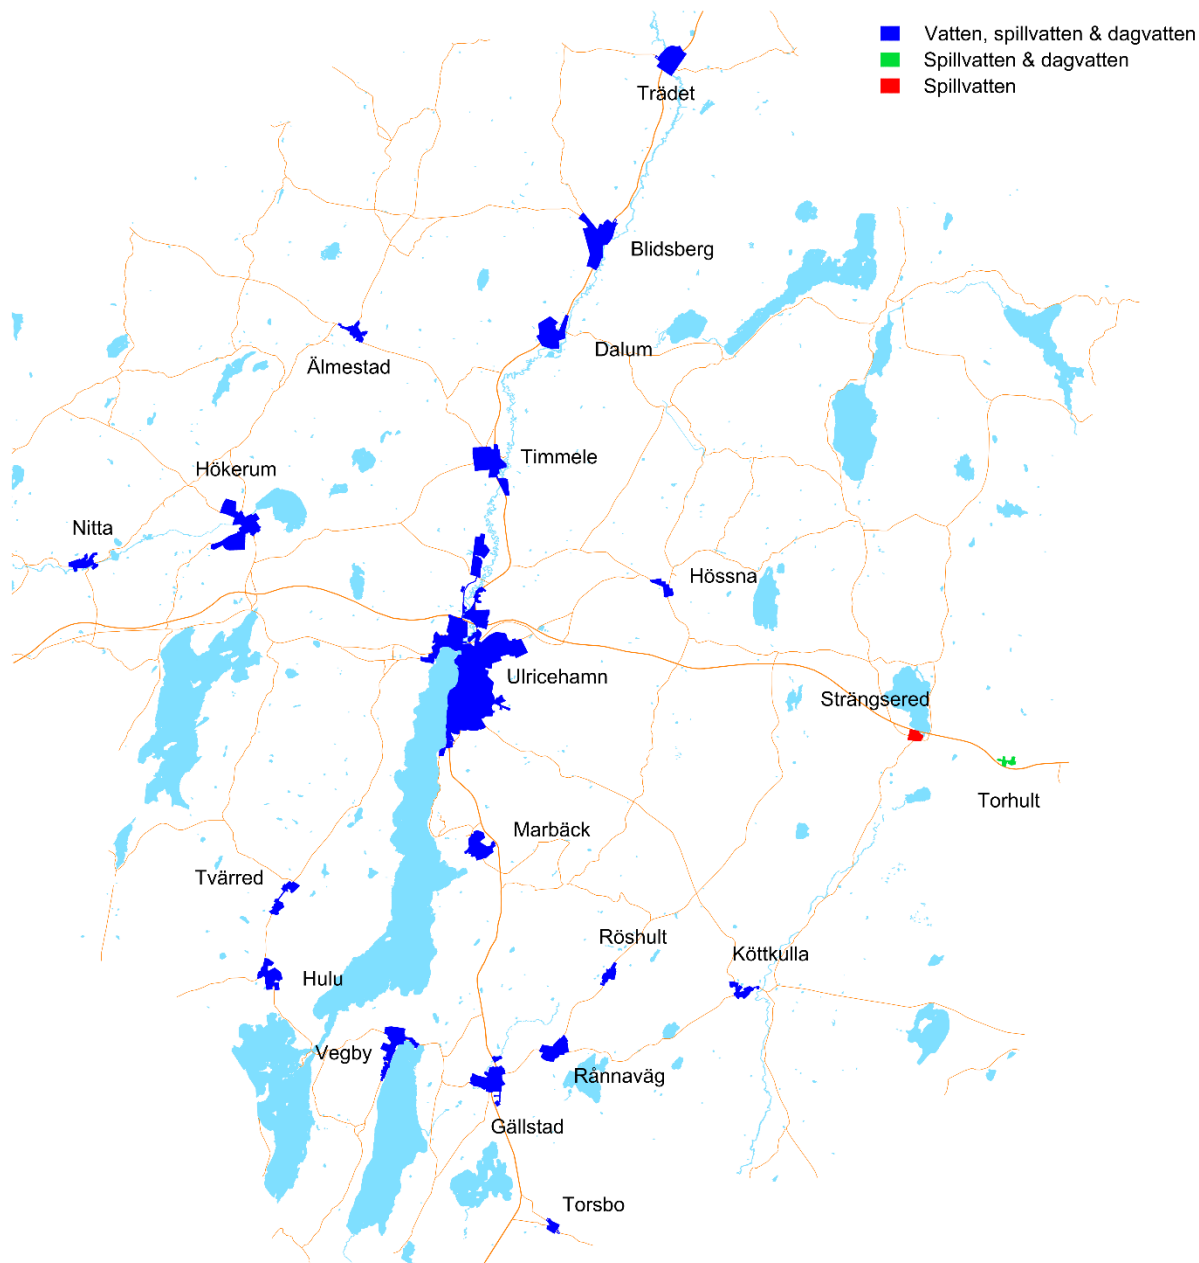 Vatten, spillvatten & dagvatten
Spillvatten & dagvatten
Spillvatten
Trädet
Blidsberg
Dalum
Älmestad
Timmele
Hökerum
Nitta
Hössna
Ulricehamn
Strängsered
Torhult
Marbäck
Tvärred
Röshult
Köttkulla
Hulu
Vegby
Rånnaväg
Gällstad
Torsbo